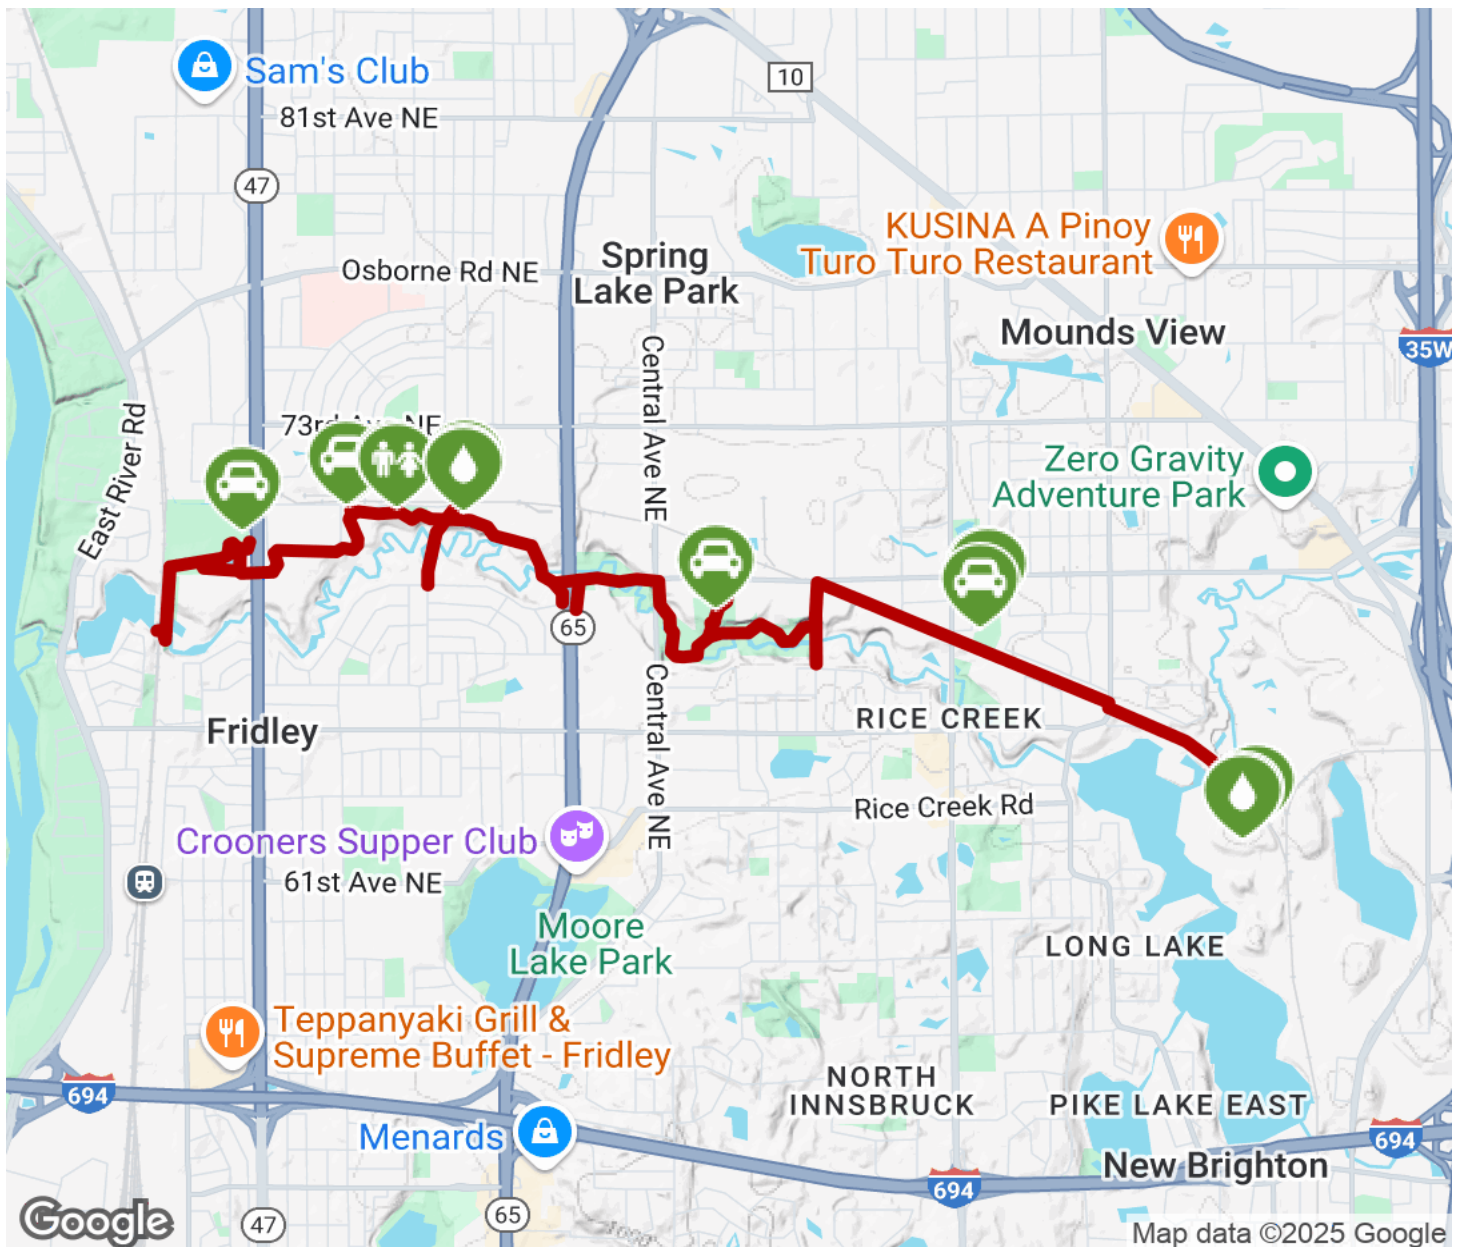 Sam's Club
10
81st Ave NE
47
KUSINA A Pinoy
Turo Turo Restaurant
Spring
Lake Park
Osborne Rd NE
Mounds View
35W
Central Ave NE
73rd Ave NE
East River Rd
Zero Gravity
Adventure Park
65
Central Ave NE
RICE CREEK
Fridley
Rice Creek Rd
Crooners Supper Club
61st Ave NE
Moore
Lake Park
LONG LAKE
Teppanyaki Grill &
Supreme Buffet - Fridley
694
NORTH
INNSBRUCK
PIKE LAKE EAST
Menards
694
New Brighton
694
Google
47
65
Map data ©2025 Google